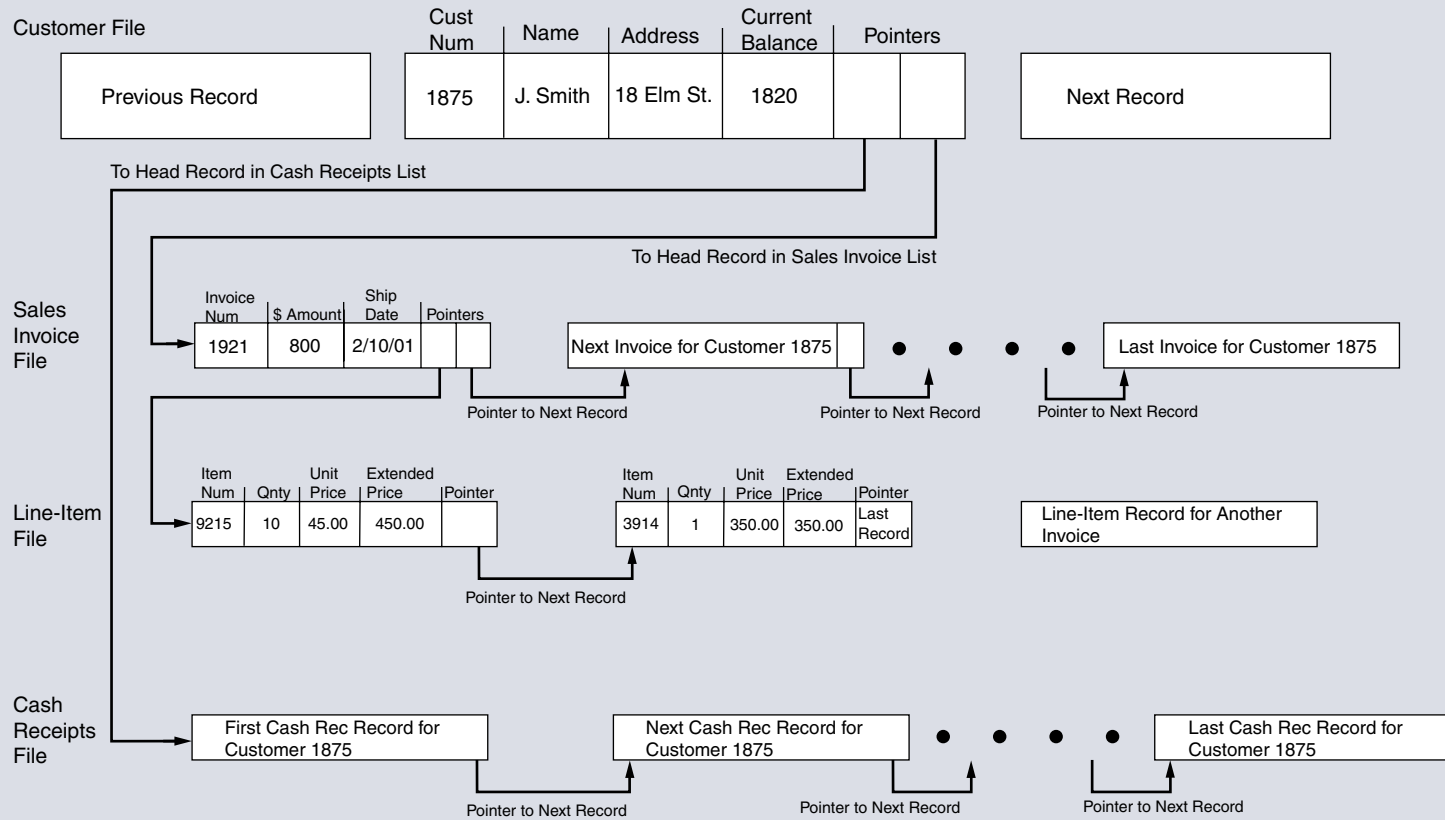 Customer File
Cust
Num
Name
Address
Current
Balance
Pointers
Previous Record
1875
J. Smith
18 Elm St.
1820
Next Record
To Head Record in Cash Receipts List
To Head Record in Sales Invoice List
Sales
Invoice
File
Invoice
Num
$ Amount
Ship
Date
Pointers
1921
800
2/10/01
Next Invoice for Customer 1875
Last Invoice for Customer 1875
Pointer to Next Record
Pointer to Next Record
Pointer to Next Record
Line-Item
File
Item
Num
Qnty
Unit
Price
Extended
Price
Pointer
9215
10
45.00
450.00
Item
Num
Qnty
Unit
Price
Extended
Price
Pointer
3914
1
350.00
350.00
Last
Record
Line-Item Record for Another
Invoice
Pointer to Next Record
Cash
Receipts
File
First Cash Rec Record for
Customer 1875
Next Cash Rec Record for
Customer 1875
Last Cash Rec Record for
Customer 1875
Pointer to Next Record
Pointer to Next Record
Pointer to Next Record